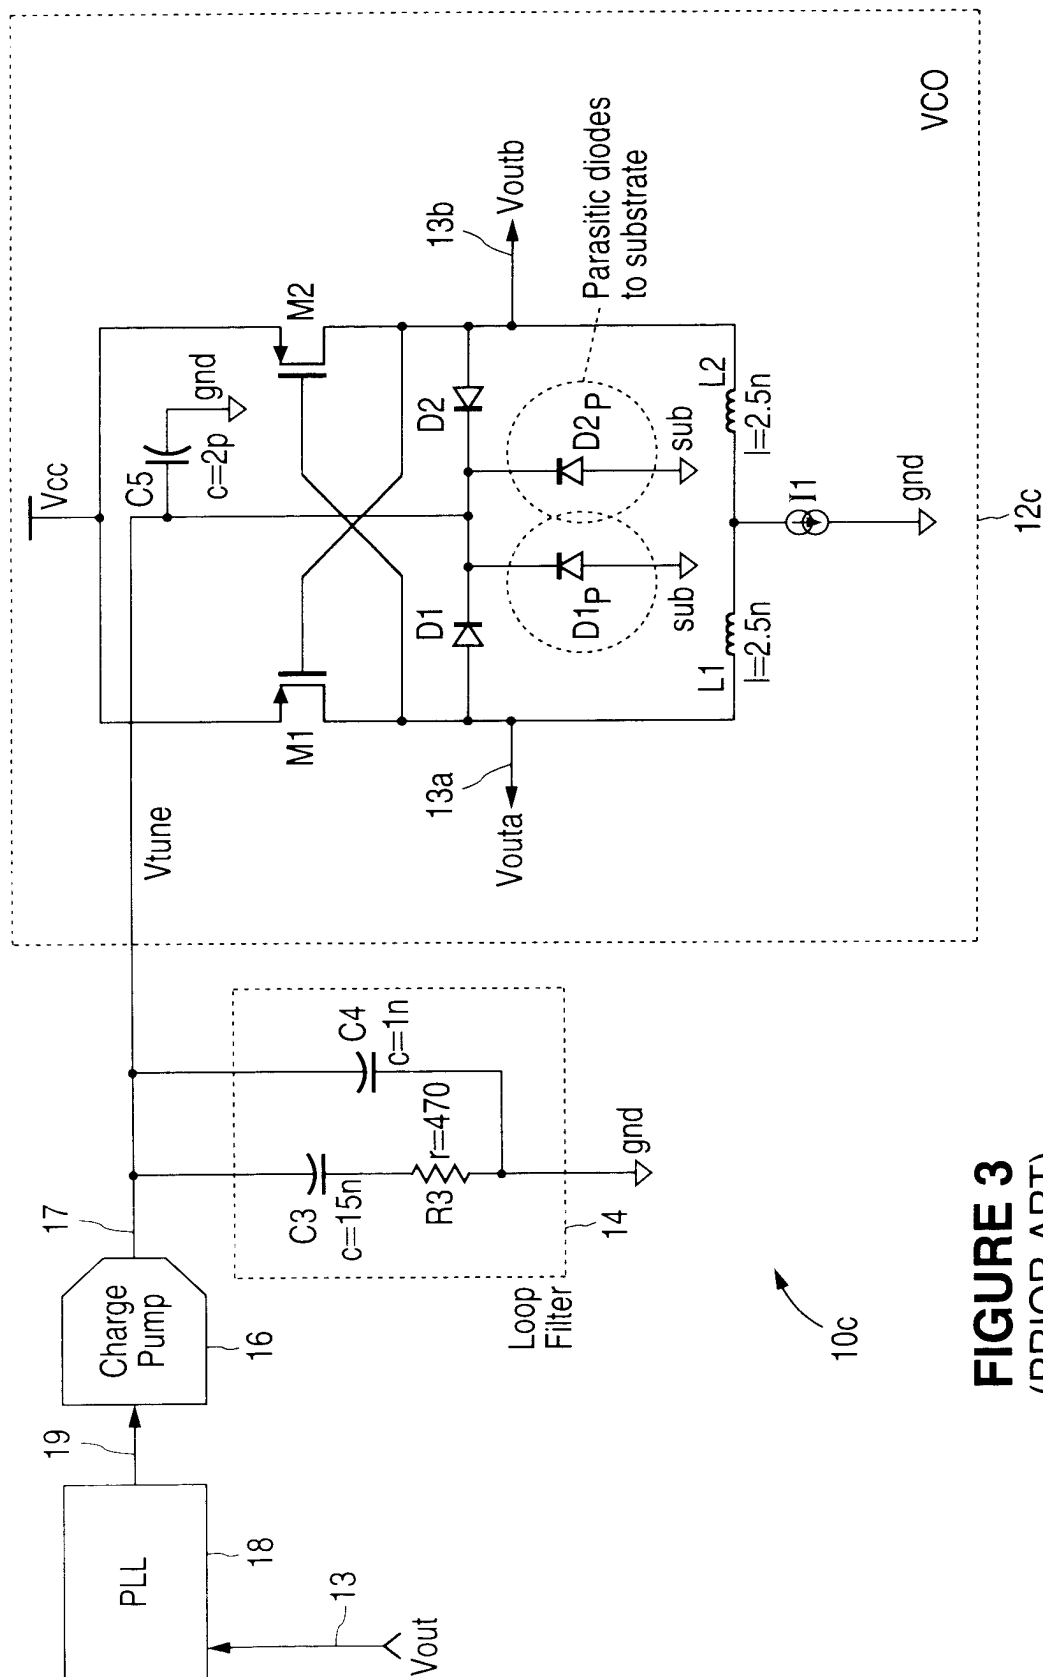 PLL
18
19
13
Vout
Charge
Pump
16
17
C3
c=15n
R3
r=470
C4
c=1n
gnd
14
Loop
Filter
10c
Vtune
Vcc
C5
c=2p
gnd
M1
M2
D1
D2
13a
Vouta
13b
Voutb
D1P
D2P
sub
sub
Parasitic diodes
to substrate
L1
l=2.5n
L2
l=2.5n
I1
gnd
VCO
12c
FIGURE 3
(PRIOR ART)